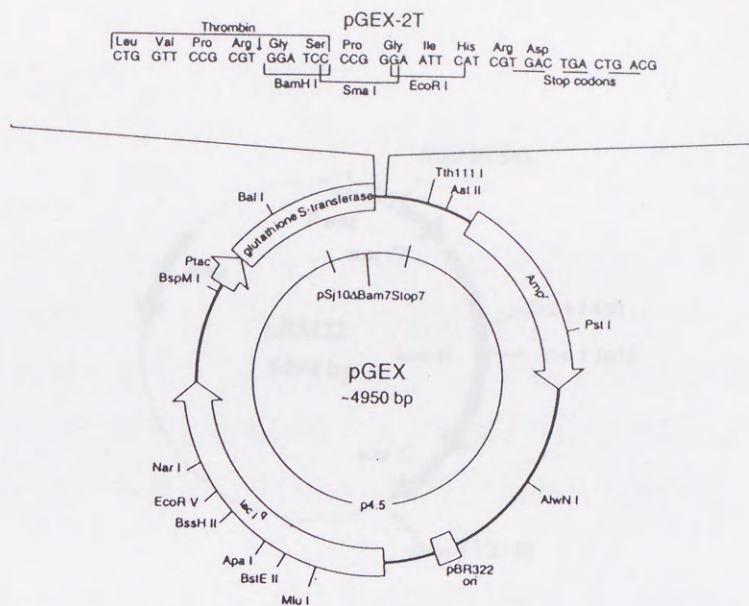 pGEX-2T
Thrombin
Leu Val Pro Arg ↓ Gly Ser Pro Gly Ile His Arg Asp
CTG GTT CCG CGT GGA TCC CCG GGA ATT CAT CGT GAC TGA CTG ACG
BamH I
Sma I
EcoR I
Stop codons
Tth111 I
Aat II
Bal I
glutathione S-transferase
Ptac
BspM I
Ampʳ
Pst I
pSj10ΔBam7Stop7
pGEX
~4950 bp
Nar I
EcoR V
BssH II
lac I q
p4.5
AlwN I
Apa I
BstE II
Mlu I
pBR322
ori